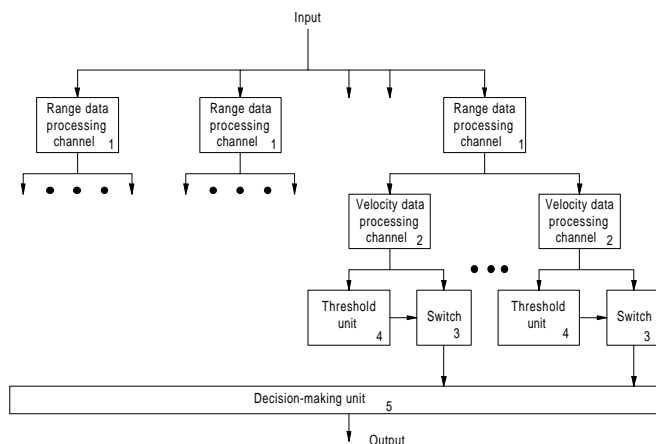 Input
Range data
processing
channel 1
Range data
processing
channel 1
Range data
processing
channel 1
Velocity data
processing
channel 2
Velocity data
processing
channel 2
Threshold
unit
4
Switch
3
Threshold
unit
4
Switch
3
Decision-making unit 5
Output